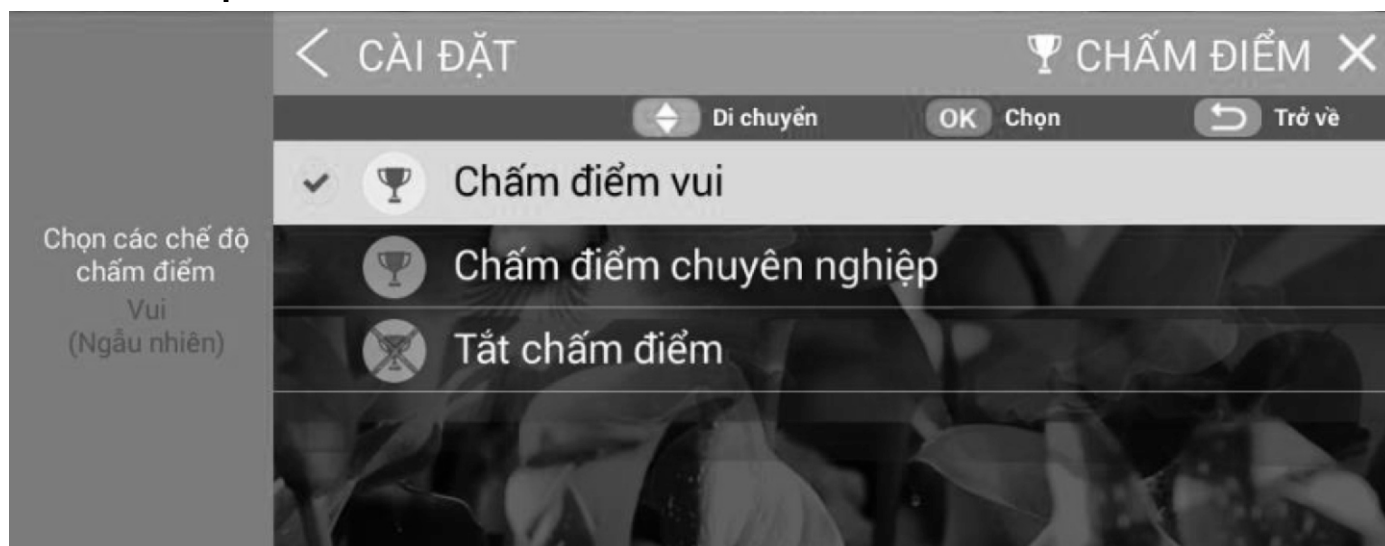 CÀI ĐẶT
CHẤM ĐIỂM
Di chuyển
OK Chọn
Trở về
Chấm điểm vui
Chấm điểm chuyên nghiệp
Tắt chấm điểm
Chọn các chế độ
chấm điểm
Vui
(Ngẫu nhiên)